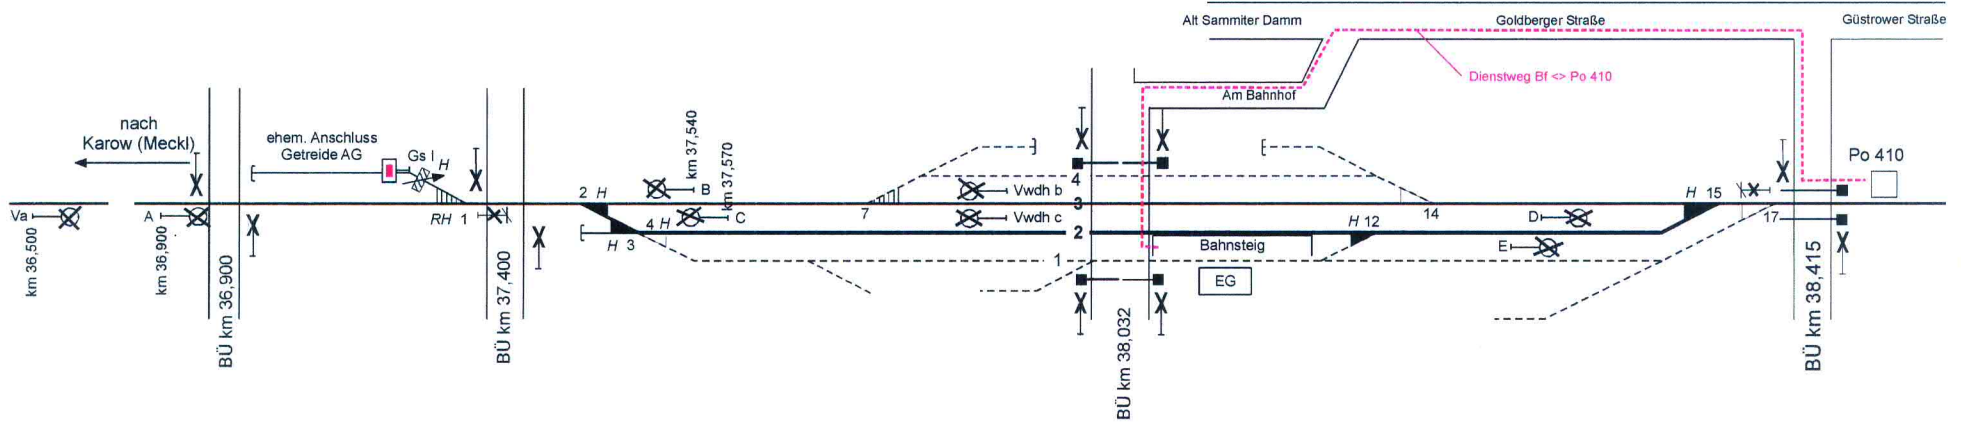 Alt Sammiter Damm
Goldberger Straße
Güstrower Straße
Dienstweg Bf <> Po 410
Am Bahnhof
nach
Karow (Meckl)
ehem. Anschluss
Getreide AG
Gs I
H
km 37,540
km 37,570
Po 410
Va
A
RH
1
2
H
B
C
4
H
H
3
7
Vwdh b
Vwdh c
4
3
2
1
Bahnsteig
EG
H
12
14
D
E
H
15
17
km 36,500
km 36,900
BÜ km 36,900
BÜ km 37,400
BÜ km 38,032
BÜ km 38,415